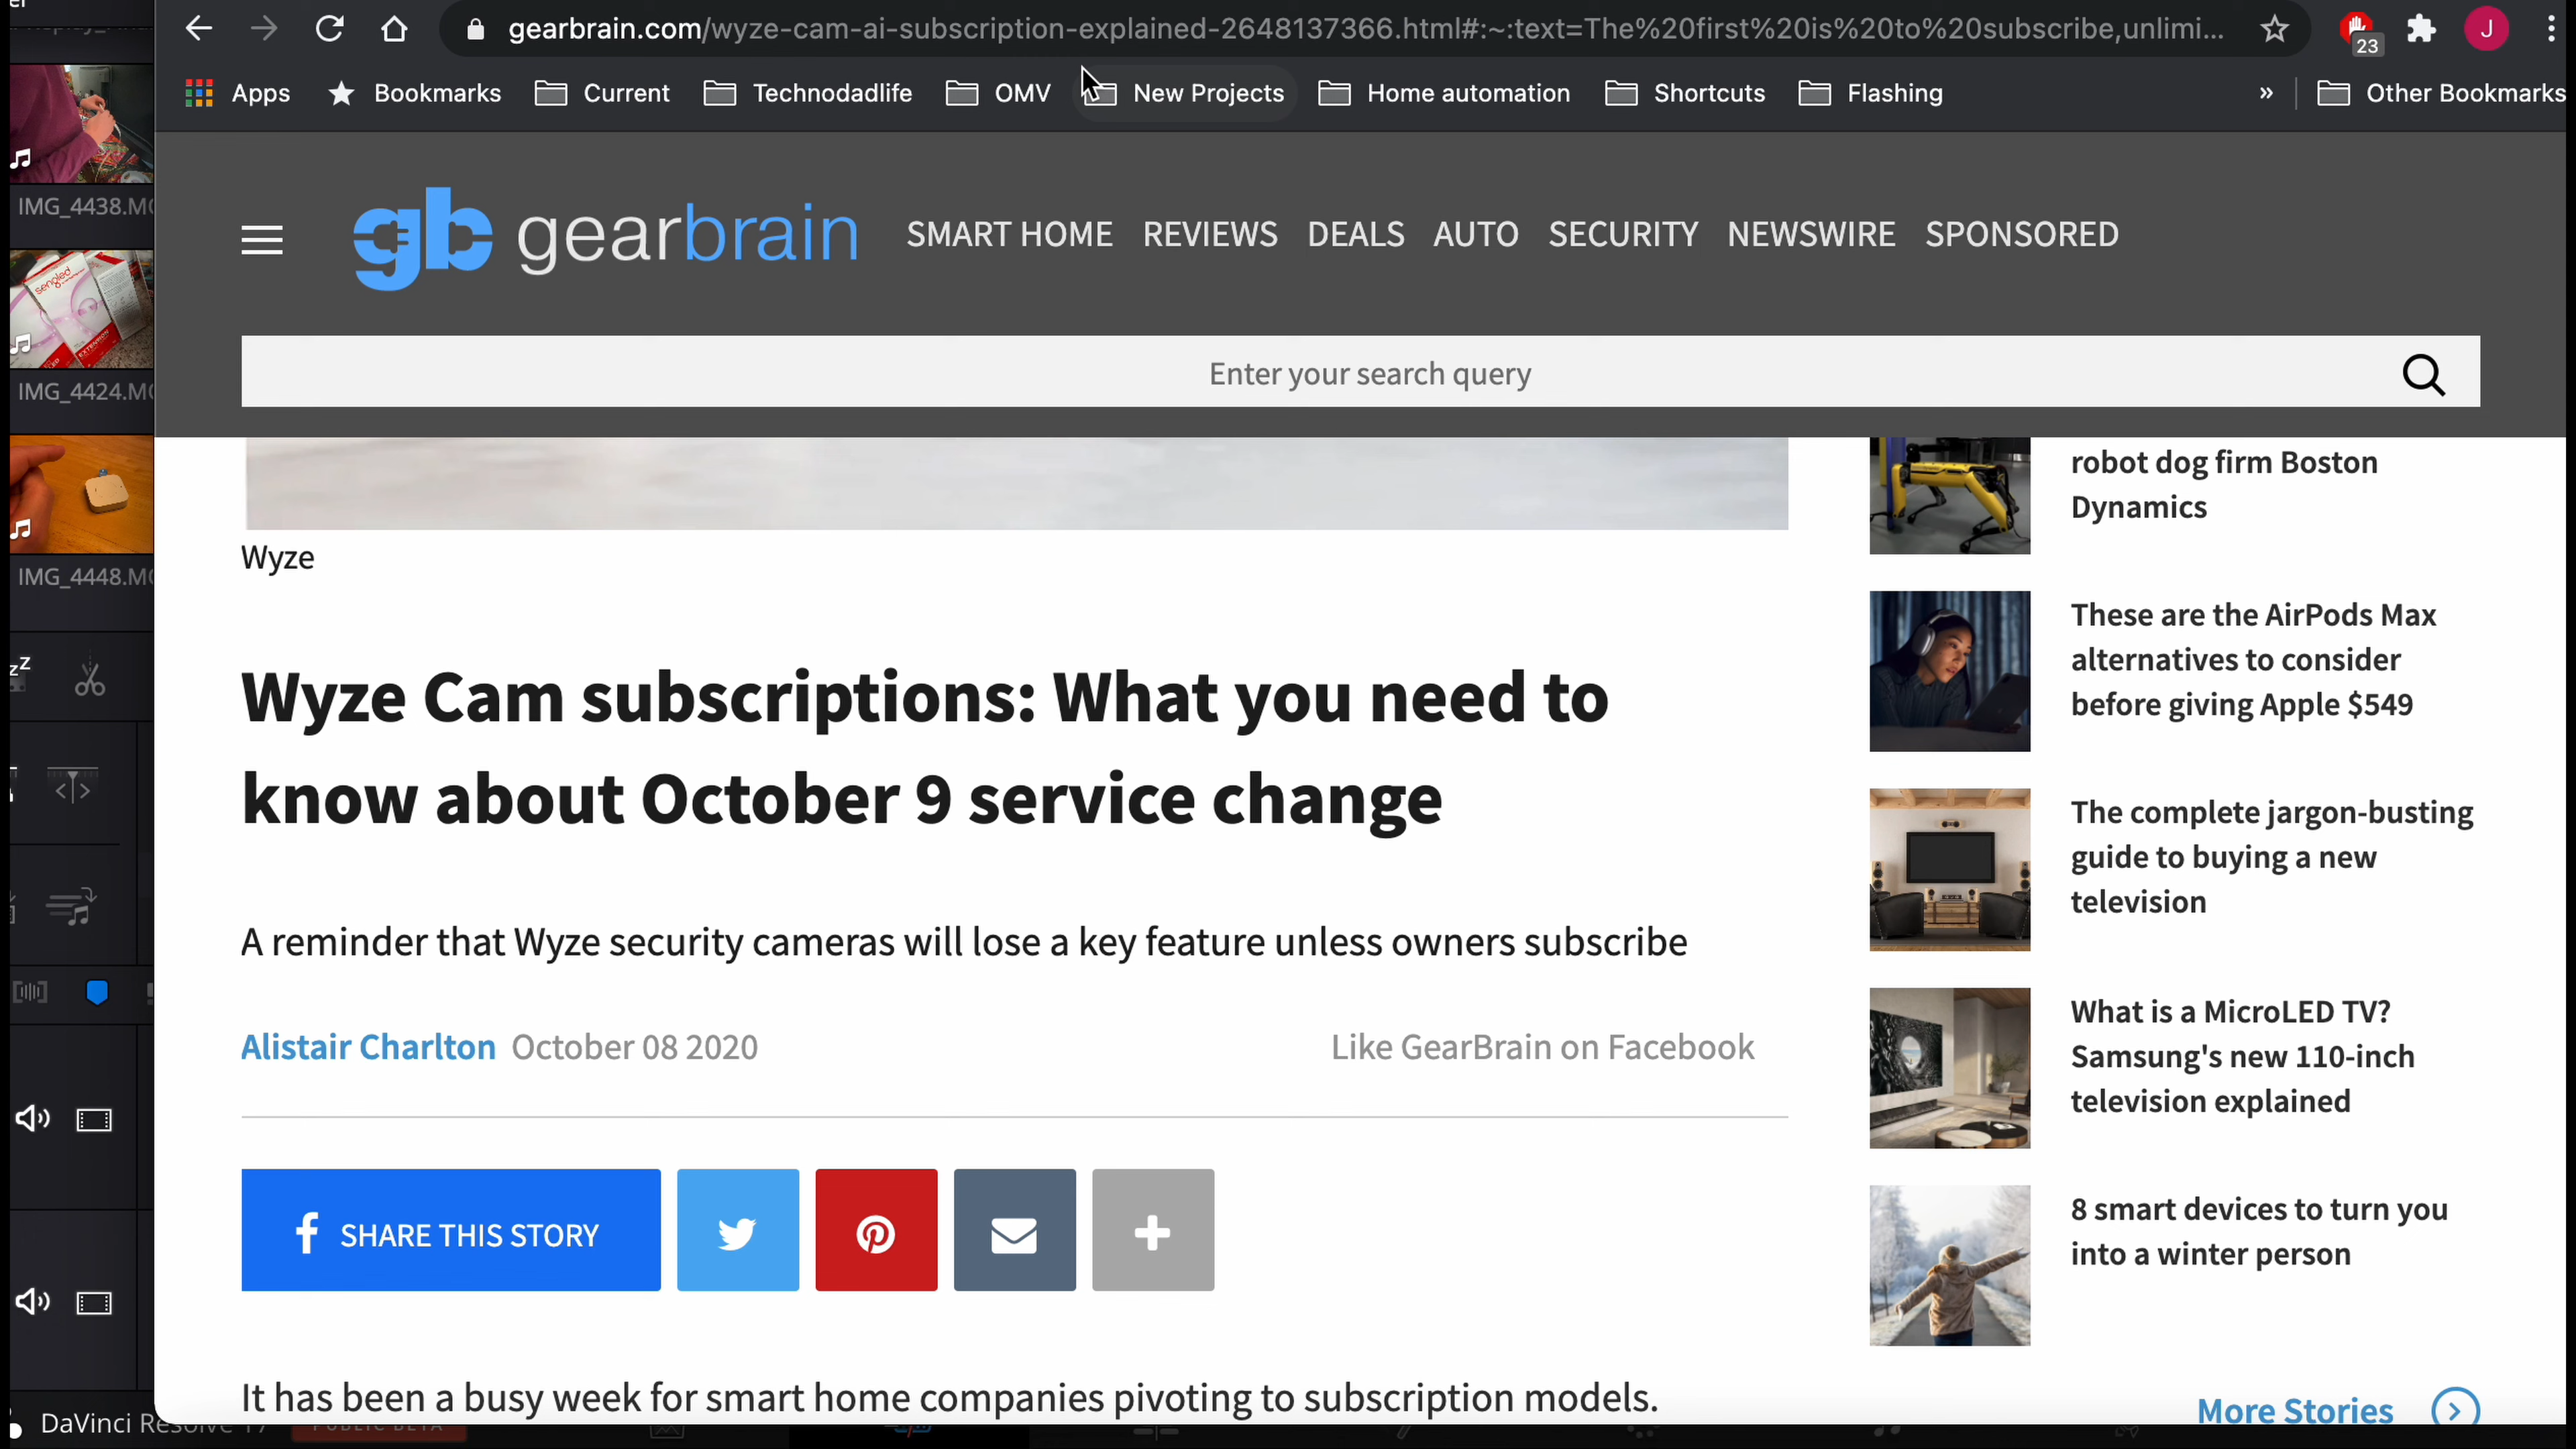 gearbrain.com/wyze-cam-ai-subscription-explained-2648137366.html#:~:text=The%20first%20is%20to%20subscribe,unlimi...
23
J
Apps
Bookmarks
Current
Technodadlife
OMV
New Projects
Home automation
Shortcuts
Flashing
»
Other Bookmarks
IMG_4438.M
IMG_4424.M
IMG_4448.M
sengled
EXTENSION
gb gearbrain
SMART HOME
REVIEWS
DEALS
AUTO
SECURITY
NEWSWIRE
SPONSORED
Enter your search query
Wyze
Wyze Cam subscriptions: What you need to
know about October 9 service change
A reminder that Wyze security cameras will lose a key feature unless owners subscribe
Alistair Charlton October 08 2020
Like GearBrain on Facebook
SHARE THIS STORY
It has been a busy week for smart home companies pivoting to subscription models.
robot dog firm Boston
Dynamics
These are the AirPods Max
alternatives to consider
before giving Apple $549
The complete jargon-busting
guide to buying a new
television
What is a MicroLED TV?
Samsung's new 110-inch
television explained
8 smart devices to turn you
into a winter person
More Stories
DaVinci Resolve 17
PUBLIC BETA